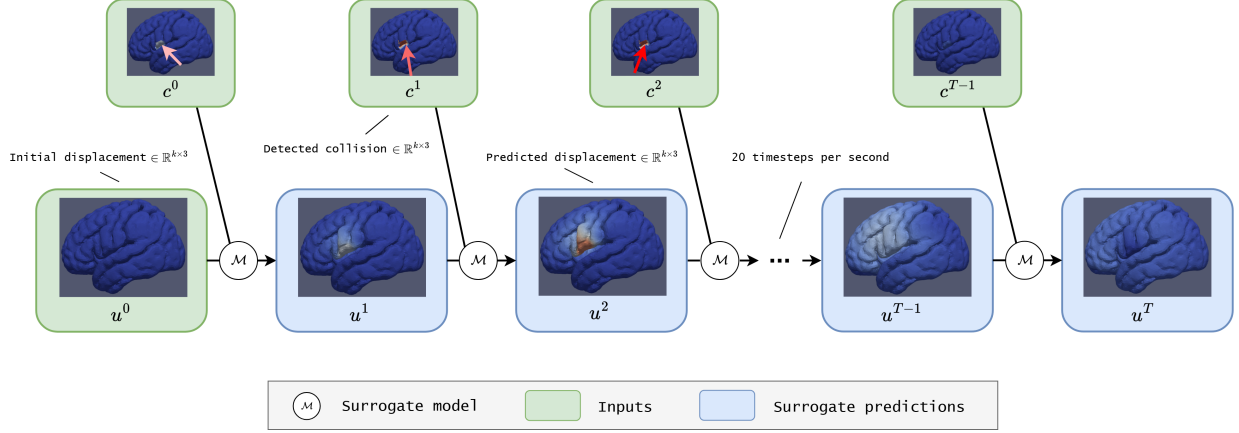 c^0
c^1
c^2
c^{T-1}
Initial displacement ∈ ℝ^{k×3}
Detected collision ∈ ℝ^{k×3}
Predicted displacement ∈ ℝ^{k×3}
20 timesteps per second
ℳ
ℳ
ℳ
...
ℳ
u^0
u^1
u^2
u^{T-1}
u^T
ℳ Surrogate model Inputs Surrogate predictions